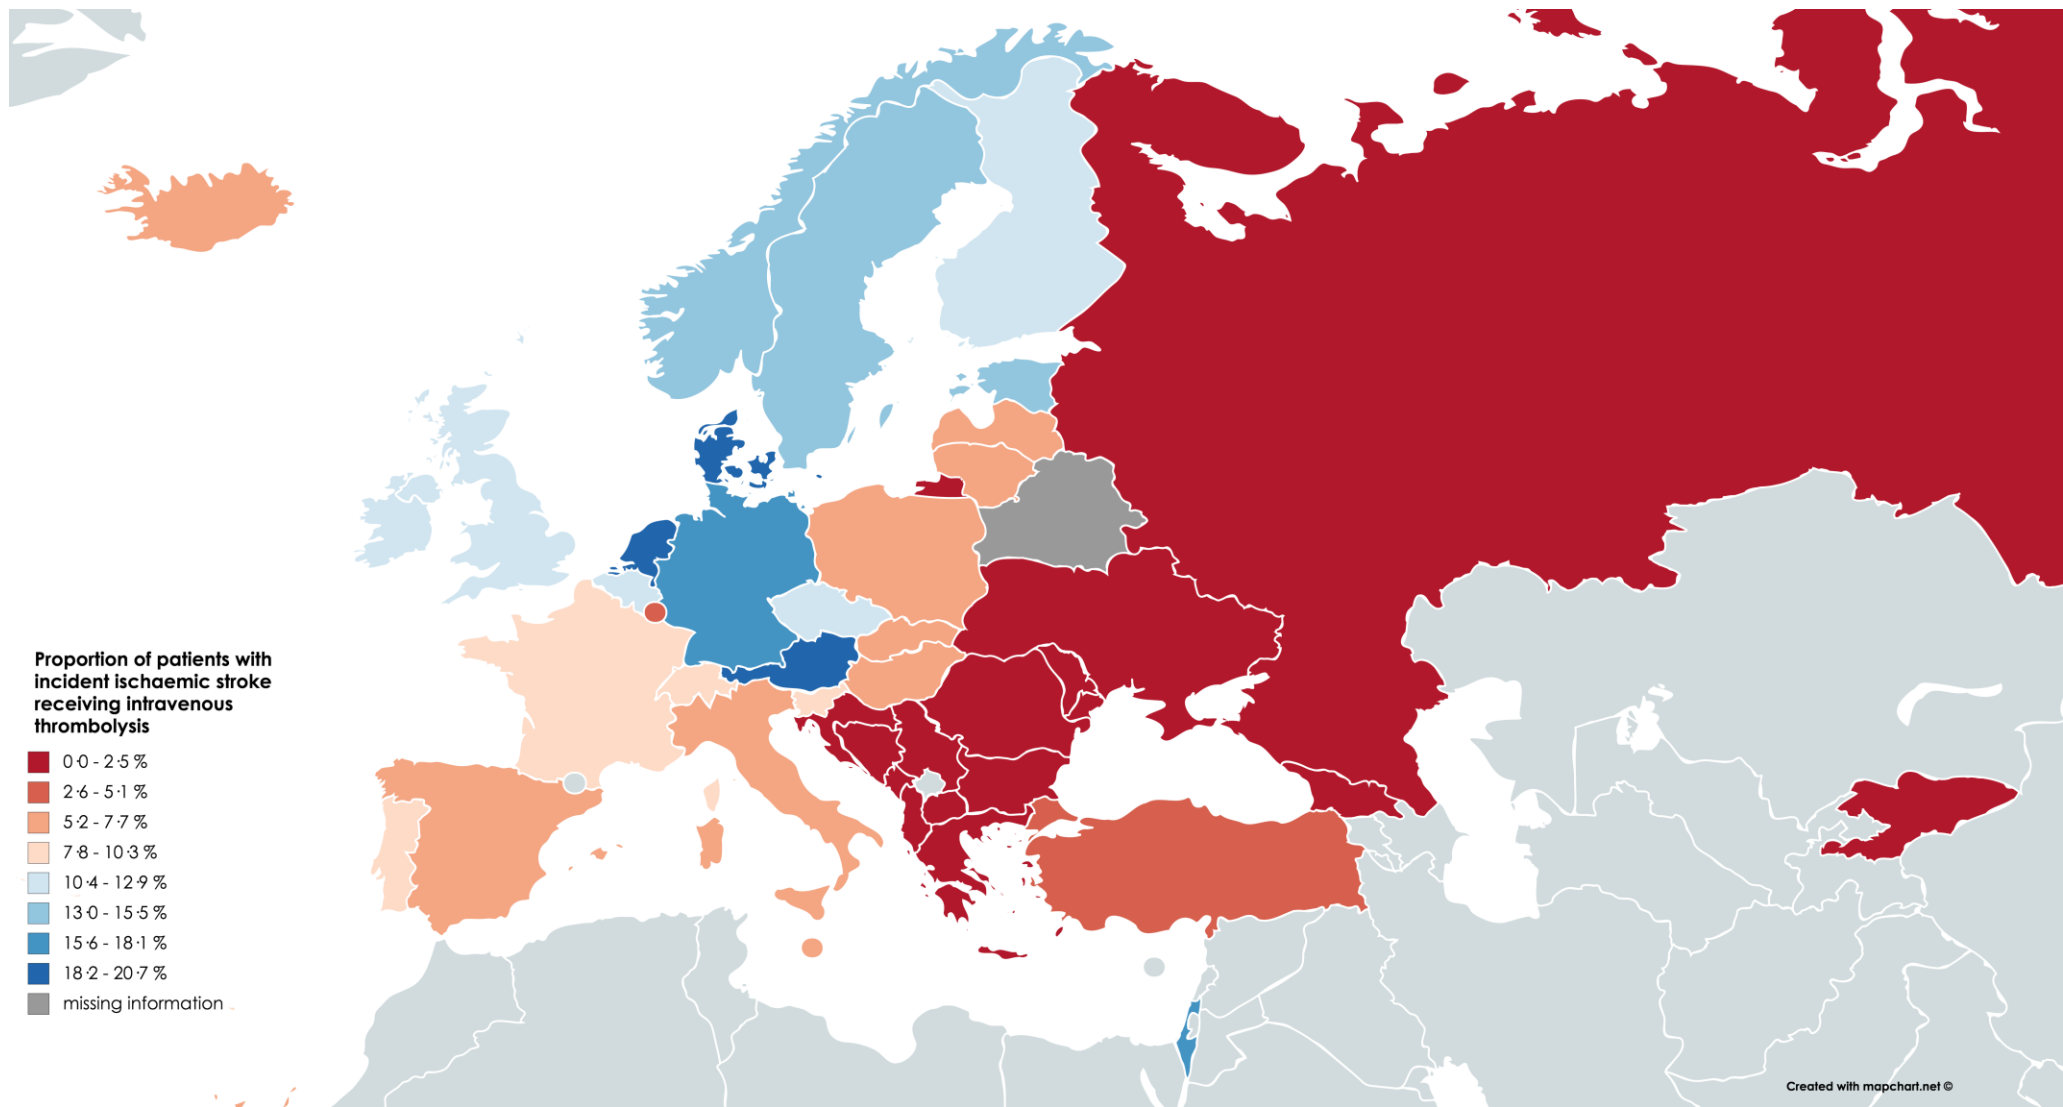 Proportion of patients with
incident ischaemic stroke
receiving intravenous
thrombolysis
0·0 - 2·5 %
2·6 - 5·1 %
5·2 - 7·7 %
7·8 - 10·3 %
10·4 - 12·9 %
13·0 - 15·5 %
15·6 - 18·1 %
18·2 - 20·7 %
missing information
Created with mapchart.net ©